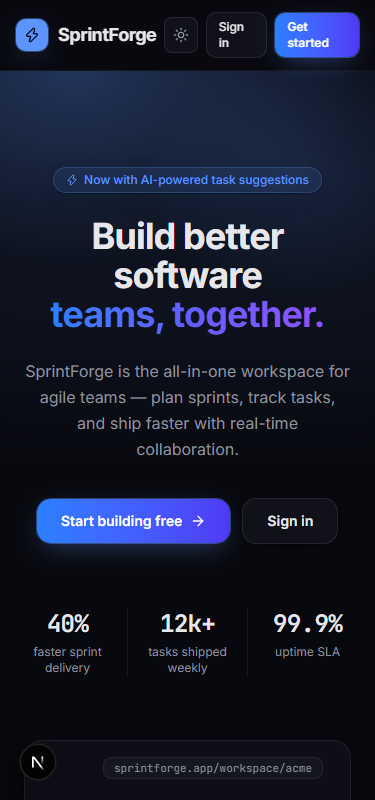 SprintForge
Sign
in
Get
started
Now with AI-powered task suggestions
Build better
software
teams, together.
SprintForge is the all-in-one workspace for
agile teams — plan sprints, track tasks,
and ship faster with real-time
collaboration.
Start building free →
Sign in
40%
faster sprint
delivery
12k+
tasks shipped
weekly
99.9%
uptime SLA
N
sprintforge.app/workspace/acme